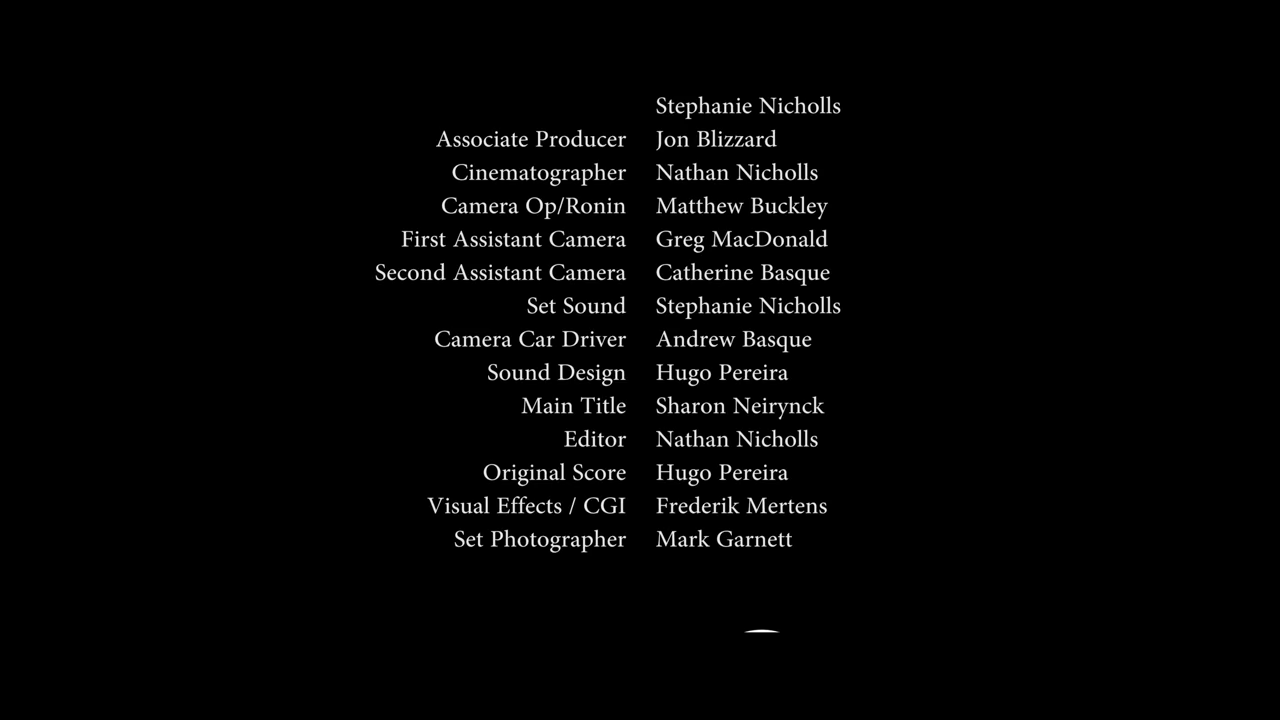 Stephanie Nicholls
Associate Producer Jon Blizzard
Cinematographer Nathan Nicholls
Camera Op/Ronin Matthew Buckley
First Assistant Camera Greg MacDonald
Second Assistant Camera Catherine Basque
Set Sound Stephanie Nicholls
Camera Car Driver Andrew Basque
Sound Design Hugo Pereira
Main Title Sharon Neirynck
Editor Nathan Nicholls
Original Score Hugo Pereira
Visual Effects / CGI Frederik Mertens
Set Photographer Mark Garnett